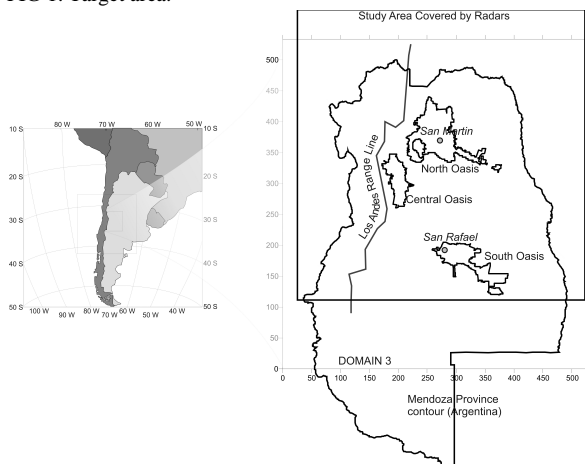 FIG 1. Target area.
Study Area Covered by Radars
500
450
400
350
300
250
200
150
100
50
0
0 50 100 150 200 250 300 350 400 450 500
San Martin
North Oasis
Los Andes Range Line
Central Oasis
San Rafael
South Oasis
DOMAIN 3
Mendoza Province
contour (Argentina)
80 W 70 W 60 W 50 W
10 S 10 S
20 S 20 S
30 S 30 S
40 S 40 S
50 S 50 S
100 W 90 W 80 W 70 W 60 W 50 W 40 W